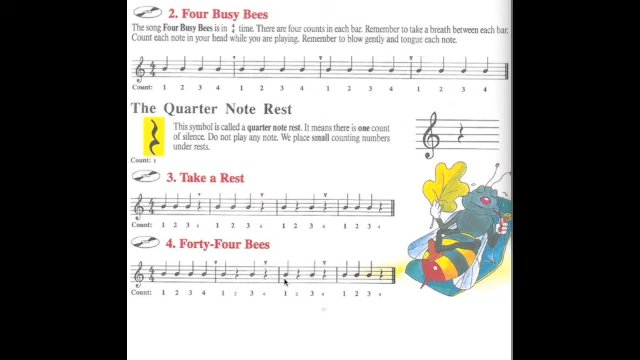 2. Four Busy Bees
The song Four Busy Bees is in 4/4 time. There are four counts in each bar. Remember to take a breath between each bar.
Count each note in your head while you are playing. Remember to blow gently and tongue each note.
Count: 1 2 3 4 1 2 3 4 1 2 3 4 1 2 3 4
The Quarter Note Rest
This symbol is called a quarter note rest. It means there is one count
of silence. Do not play any note. We place small counting numbers
under rests.
Count: 1
3. Take a Rest
Count: 1 2 3 4 1 2 3 4 1 2 3 4 1 2 3 4
4. Forty-Four Bees
Count: 1 2 3 4 1 2 3 4 1 2 3 4 1 2 3 4